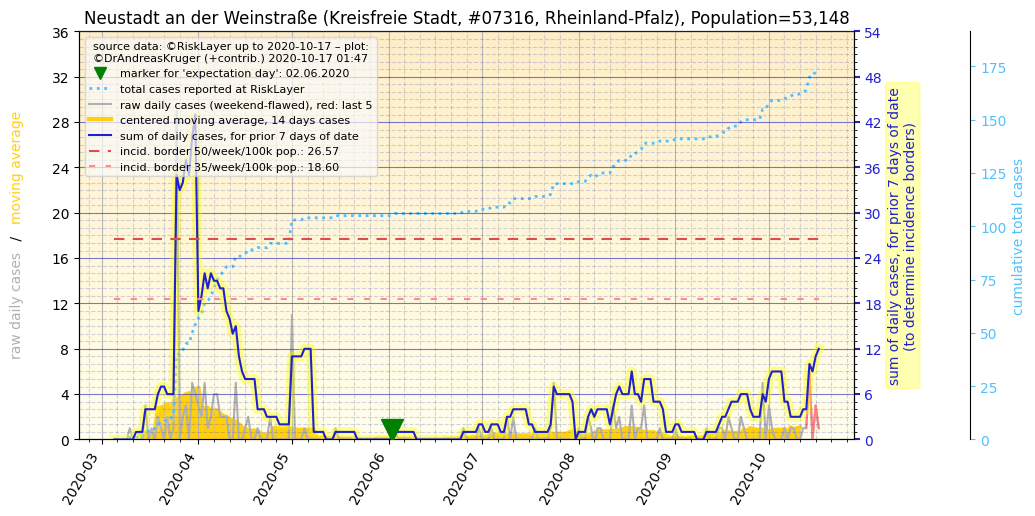 Neustadt an der Weinstraße (Kreisfreie Stadt, #07316, Rheinland-Pfalz), Population=53,148
source data: ©RiskLayer up to 2020-10-17 – plot:
©DrAndreasKruger (+contrib.) 2020-10-17 01:47
marker for 'expectation day': 02.06.2020
total cases reported at RiskLayer
raw daily cases (weekend-flawed), red: last 5
centered moving average, 14 days cases
sum of daily cases, for prior 7 days of date
incid. border 50/week/100k pop.: 26.57
incid. border 35/week/100k pop.: 18.60
raw daily cases / moving average
36
32
28
24
20
16
12
8
4
0
2020-03
2020-04
2020-05
2020-06
2020-07
2020-08
2020-09
2020-10
54
48
42
36
30
24
18
12
6
0
sum of daily cases, for prior 7 days of date
(to determine incidence borders)
175
150
125
100
75
50
25
0
cumulative total cases